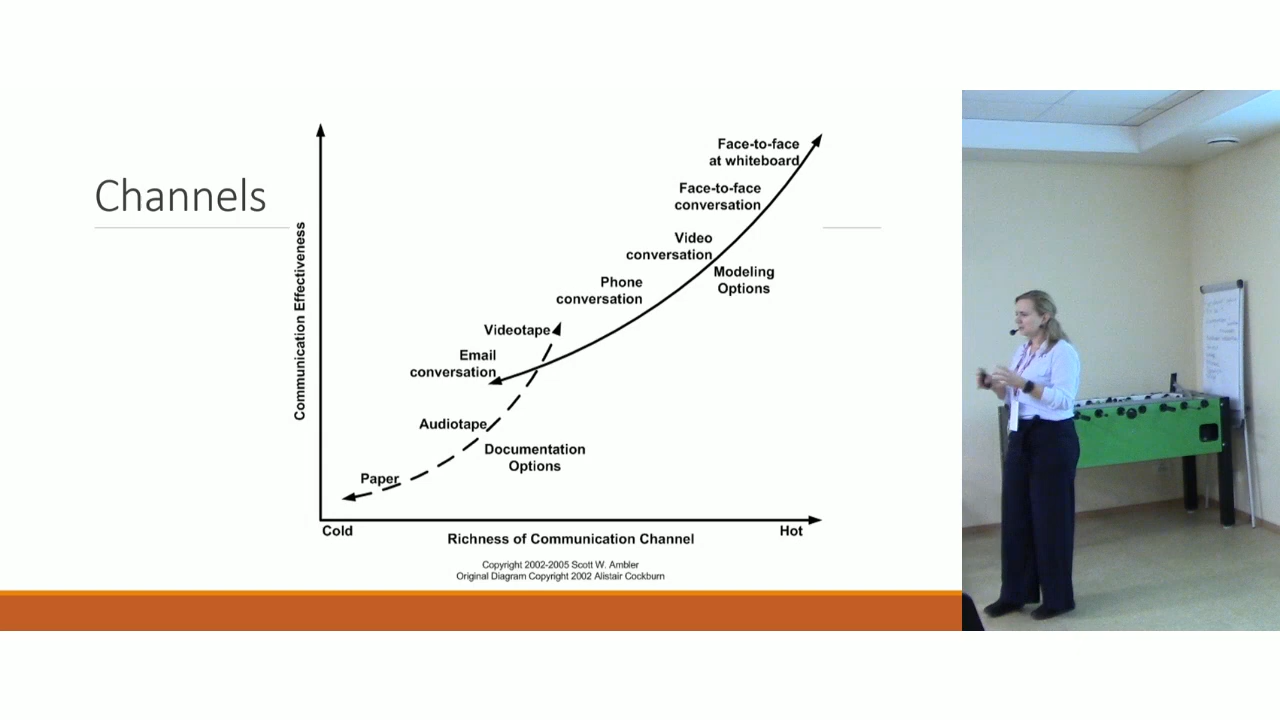 Channels
Communication Effectiveness
Face-to-face
at whiteboard
Face-to-face
conversation
Video
conversation
Modeling
Options
Phone
conversation
Videotape
Email
conversation
Audiotape
Documentation
Options
Paper
Cold
Hot
Richness of Communication Channel
Copyright 2002-2005 Scott W. Ambler
Original Diagram Copyright 2002 Alistair Cockburn